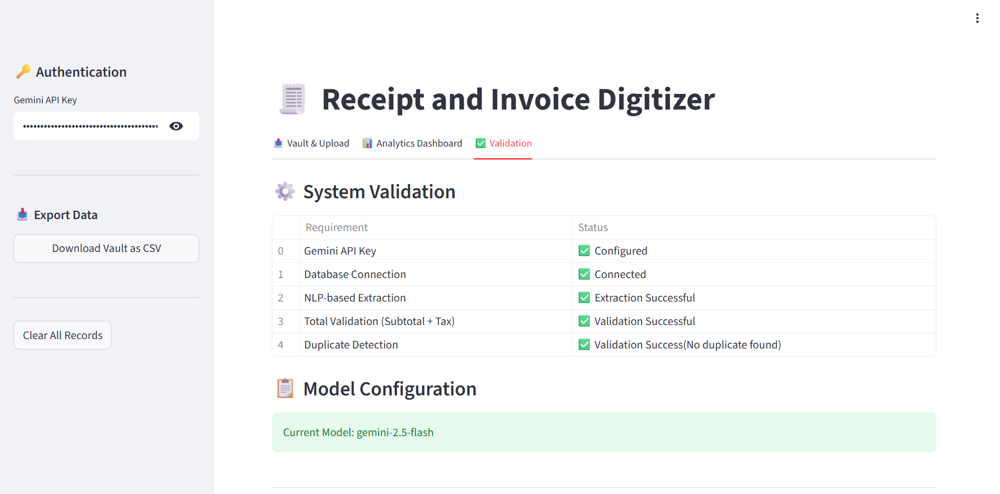 Authentication
Gemini API Key
Export Data
Download Vault as CSV
Clear All Records
Receipt and Invoice Digitizer
Vault & Upload Analytics Dashboard Validation
System Validation
Requirement Status
0 Gemini API Key Configured
1 Database Connection Connected
2 NLP-based Extraction Extraction Successful
3 Total Validation (Subtotal + Tax) Validation Successful
4 Duplicate Detection Validation Success(No duplicate found)
Model Configuration
Current Model: gemini-2.5-flash